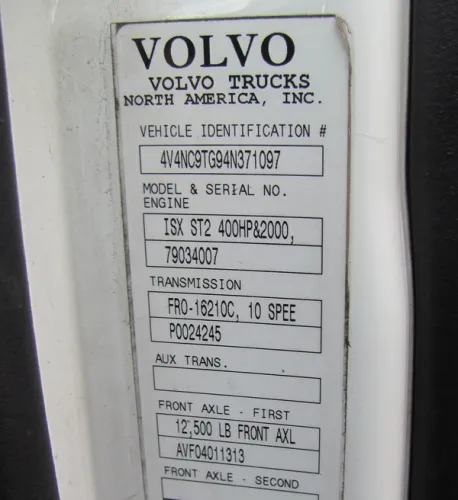 VOLVO
VOLVO TRUCKS
NORTH AMERICA, INC.
VEHICLE IDENTIFICATION #
4V4NC9TG94N371097
MODEL & SERIAL NO.
ENGINE
ISX ST2 400HP&2000,
79034007
TRANSMISSION
FRO-16210C, 10 SPEE
P0024245
AUX TRANS.
FRONT AXLE - FIRST
12,500 LB FRONT AXL
AVF04011313
FRONT AXLE - SECOND